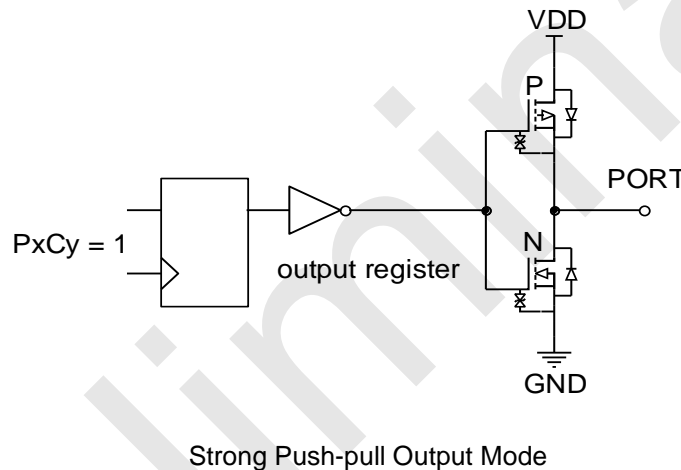 VDD
P
PORT
PxCy = 1
N
output register
GND
Strong Push-pull Output Mode